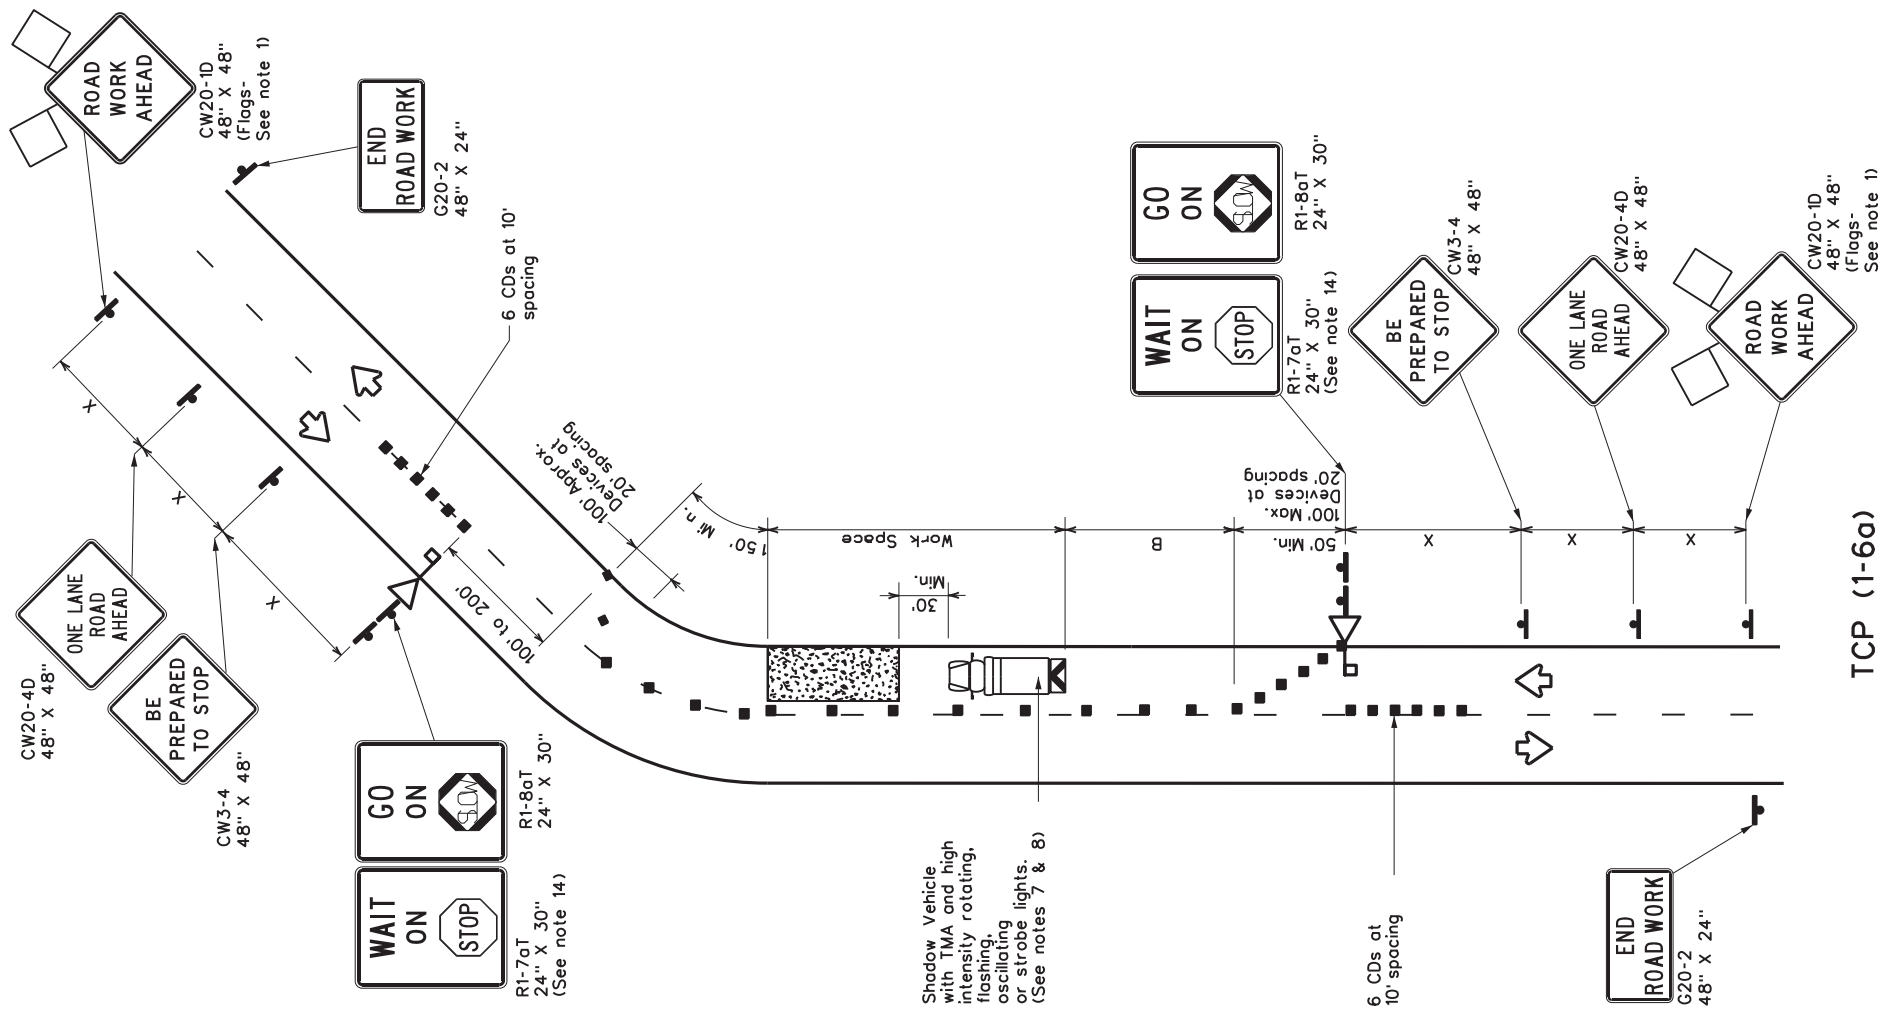 ROAD
WORK
AHEAD
CW20-1D
48" X 48"
(Flags-
See note 1)
END
ROAD WORK
G20-2
48" X 24"
6 CDs at 10'
spacing
X
X
X
ONE LANE
ROAD
AHEAD
CW20-4D
48" X 48"
BE
PREPARED
TO STOP
CW3-4
48" X 48"
100' to 200'
100' Approx.
Devices at
20' spacing
150' Min.
Work Space
30'
Min.
B
50' Min.
100' Max.
Devices at
20' spacing
X
X
X
GO
ON
SLOW
R1-8aT
24" X 30"
WAIT
ON
STOP
R1-7aT
24" X 30"
(See note 14)
GO
ON
SLOW
R1-8aT
24" X 30"
WAIT
ON
STOP
R1-7aT
24" X 30"
(See note 14)
BE
PREPARED
TO STOP
CW3-4
48" X 48"
ONE LANE
ROAD
AHEAD
CW20-4D
48" X 48"
ROAD
WORK
AHEAD
CW20-1D
48" X 48"
(Flags-
See note 1)
Shadow Vehicle
with TMA and high
intensity rotating,
flashing,
oscillating
or strobe lights.
(See notes 7 & 8)
6 CDs at
10' spacing
END
ROAD WORK
G20-2
48" X 24"
TCP (1-6a)